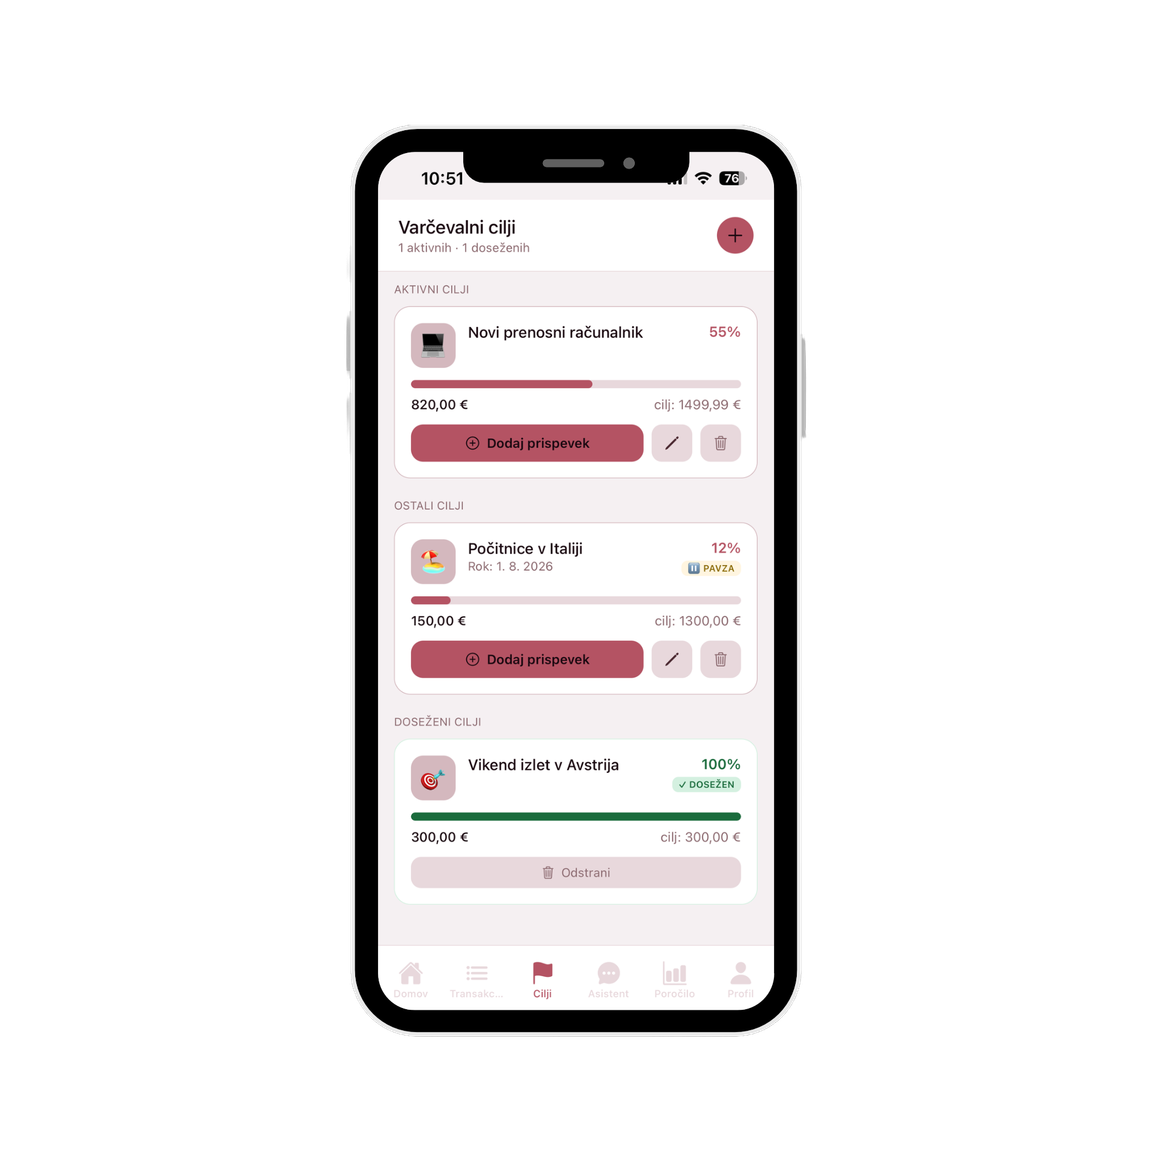 10:51
76
Varčevalni cilji
1 aktivnih · 1 doseženih
AKTIVNI CILJI
Novi prenosni računalnik
55%
820,00 €
cilj: 1499,99 €
Dodaj prispevek
OSTALI CILJI
Počitnice v Italiji
12%
Rok: 1. 8. 2026
PAVZA
150,00 €
cilj: 1300,00 €
Dodaj prispevek
DOSEŽENI CILJI
Vikend izlet v Avstrija
100%
✓ DOSEŽEN
300,00 €
cilj: 300,00 €
Odstrani
Domov
Transakc...
Cilji
Asistent
Poročilo
Profil